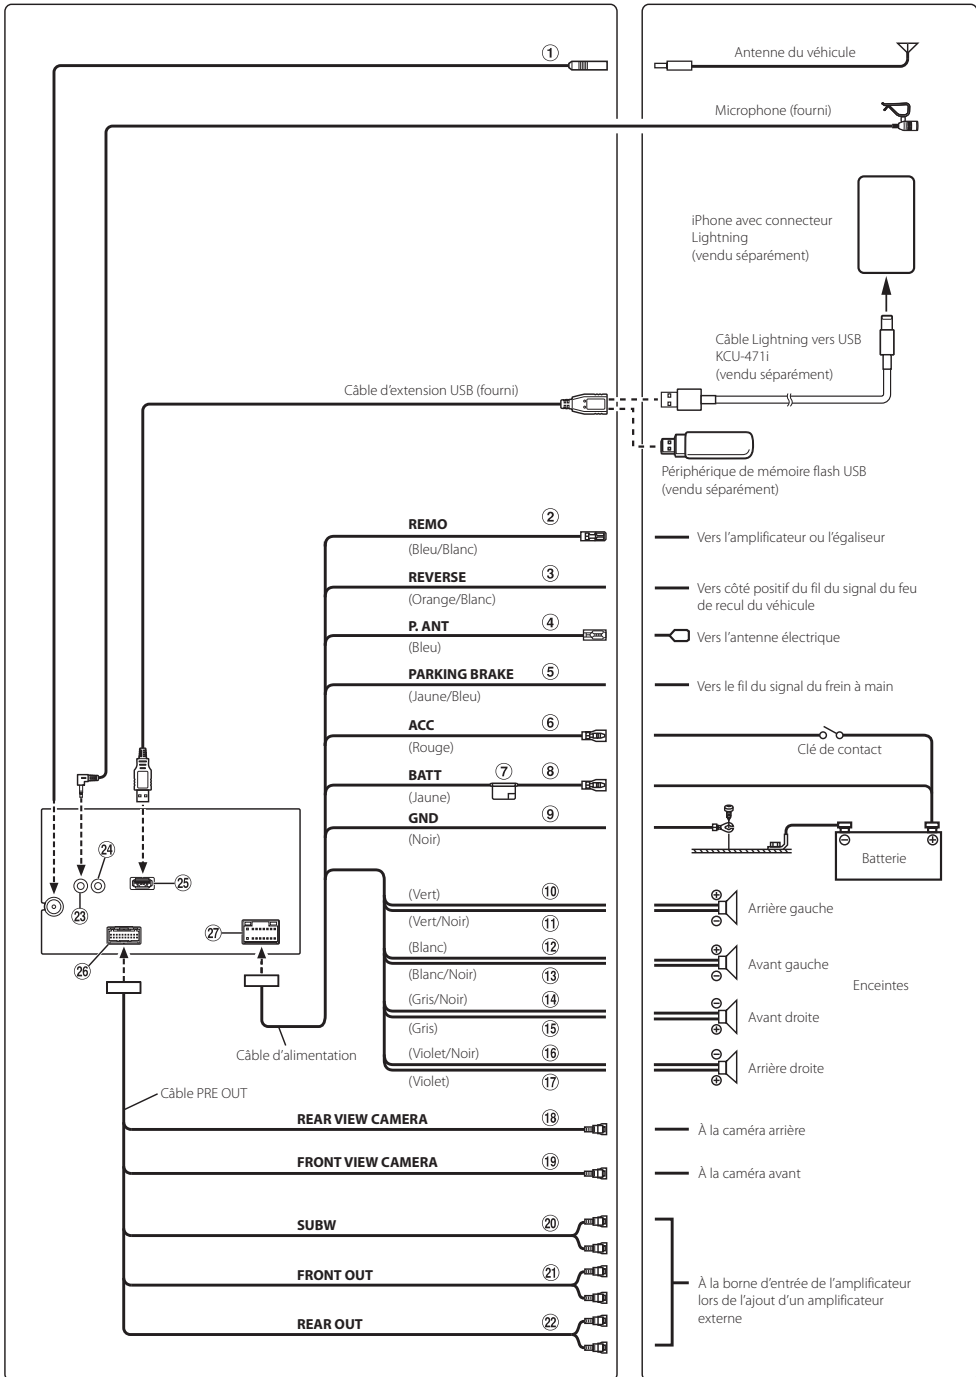 ①
Antenne du véhicule
Microphone (fourni)
iPhone avec connecteur
Lightning
(vendu séparément)
Câble Lightning vers USB
KCU-471i
(vendu séparément)
Câble d'extension USB (fourni)
Périphérique de mémoire flash USB
(vendu séparément)
REMO ②
(Bleu/Blanc)
Vers l'amplificateur ou l'égaliseur
REVERSE ③
(Orange/Blanc)
Vers côté positif du fil du signal du feu
de recul du véhicule
P. ANT ④
(Bleu)
Vers l'antenne électrique
PARKING BRAKE ⑤
(Jaune/Bleu)
Vers le fil du signal du frein à main
ACC ⑥
(Rouge)
Clé de contact
BATT ⑦ ⑧
(Jaune)
GND ⑨
(Noir)
⊖ ⊕
Batterie
㉔
㉕
㉓
㉗
㉖
(Vert) ⑩
(Vert/Noir) ⑪
⊕
⊖
Arrière gauche
(Blanc) ⑫
(Blanc/Noir) ⑬
⊕
⊖
Avant gauche
Enceintes
(Gris/Noir) ⑭
(Gris) ⑮
⊖
⊕
Avant droite
(Violet/Noir) ⑯
(Violet) ⑰
⊖
⊕
Arrière droite
Câble d'alimentation
Câble PRE OUT
REAR VIEW CAMERA ⑱
À la caméra arrière
FRONT VIEW CAMERA ⑲
À la caméra avant
SUBW ⑳
FRONT OUT ㉑
REAR OUT ㉒
À la borne d'entrée de l'amplificateur
lors de l'ajout d'un amplificateur
externe